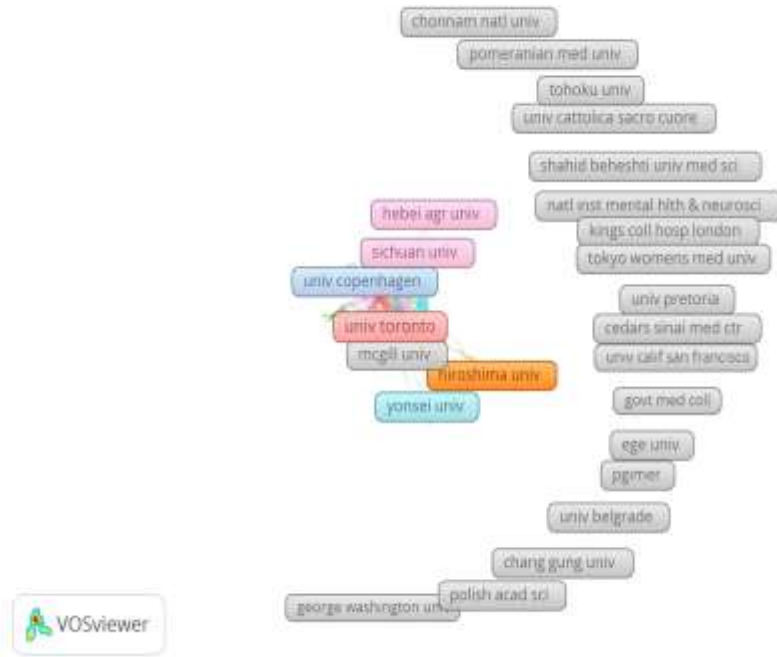 chonnam natl univ
pomeranian med univ
tohoku univ
univ cattolica sacro cuore
shahid beheshti univ med sci
natl inst mental hlth & neurosci
hebei agr univ
kings coll hosp london
sichuan univ
tokyo womens med univ
univ copenhagen
univ pretoria
univ toronto
cedars sinai med ctr
mcgill univ
univ calif san francisco
hiroshima univ
yonsei univ
govt med coll
ege univ
pgimer
univ belgrade
chang gung univ
polish acad sci
george washington univ
VOSviewer